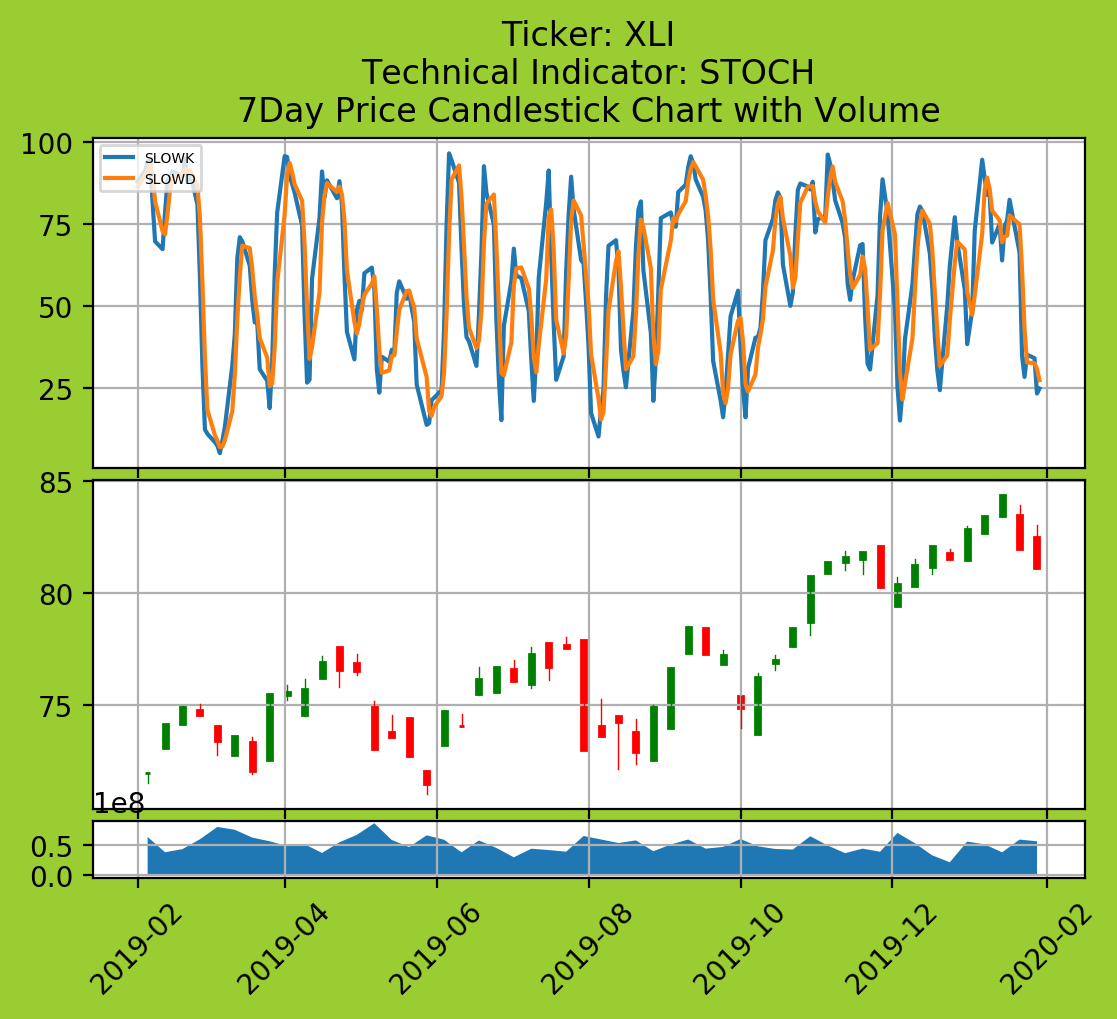 Ticker: XLI
Technical Indicator: STOCH
7Day Price Candlestick Chart with Volume
100
75
50
25
SLOWK
SLOWD
85
80
75
1e8
0.5
0.0
2019-02
2019-04
2019-06
2019-08
2019-10
2019-12
2020-02